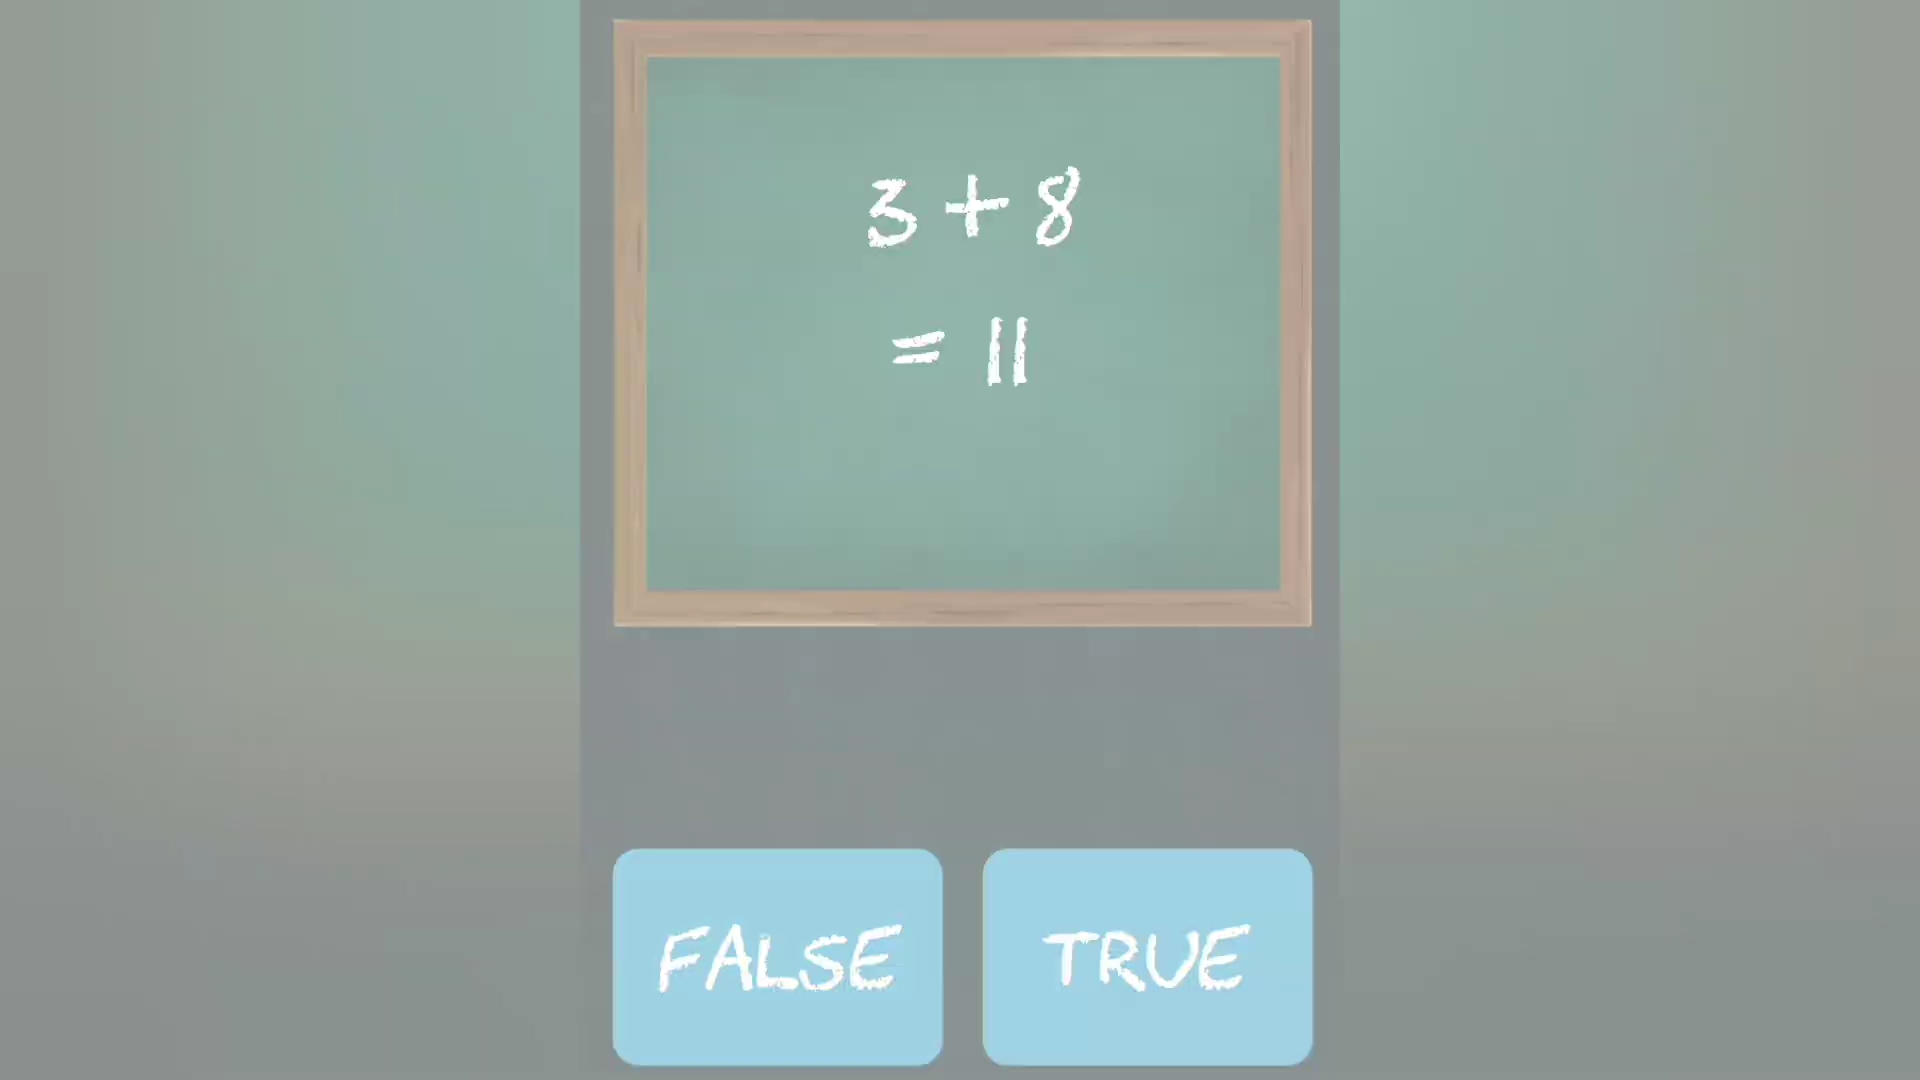 3 + 8
= 11
FALSE
TRUE